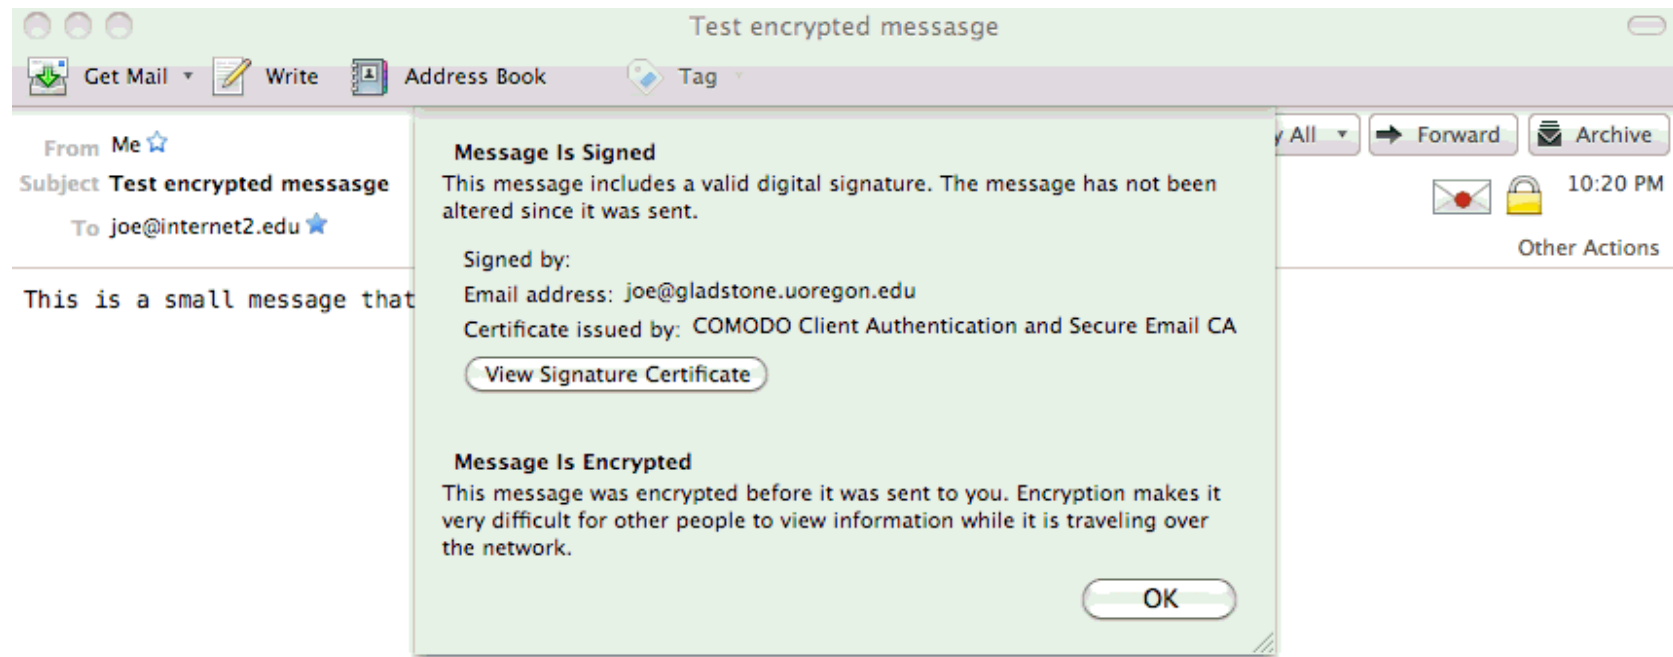 Test encrypted messasge
Get Mail Write Address Book Tag
From Me
Subject Test encrypted messasge
To joe@internet2.edu
All Forward Archive
10:20 PM
Other Actions
This is a small message that
Message Is Signed
This message includes a valid digital signature. The message has not been
altered since it was sent.
Signed by:
Email address: joe@gladstone.uoregon.edu
Certificate issued by: COMODO Client Authentication and Secure Email CA
View Signature Certificate
Message Is Encrypted
This message was encrypted before it was sent to you. Encryption makes it
very difficult for other people to view information while it is traveling over
the network.
OK